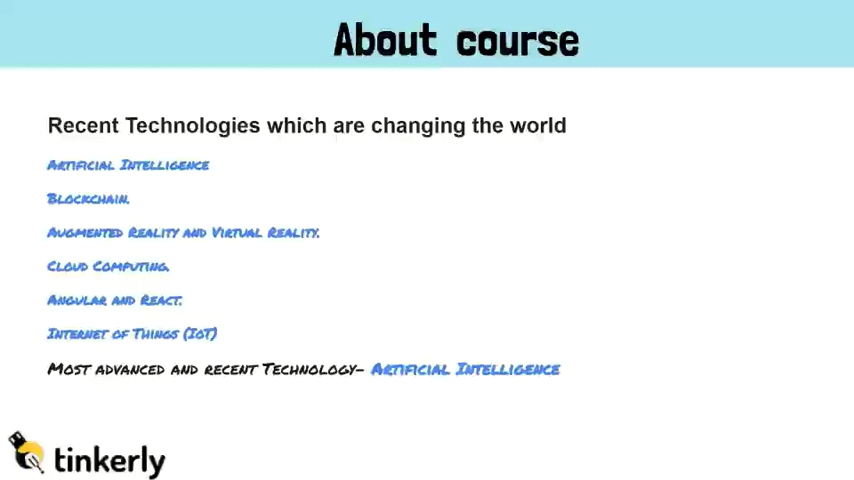 About course
Recent Technologies which are changing the world
Artificial Intelligence
Blockchain.
Augmented Reality and Virtual Reality.
Cloud Computing.
Angular and React.
Internet of Things (IoT)
Most advanced and recent Technology- Artificial Intelligence
tinkerly